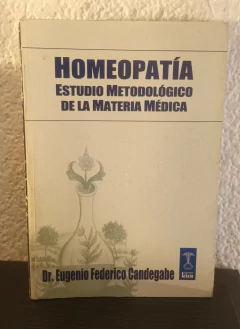 HOMEOPATÍA
ESTUDIO METODOLÓGICO
DE LA MATERIA MÉDICA
Dr. Eugenio Federico Candegabe